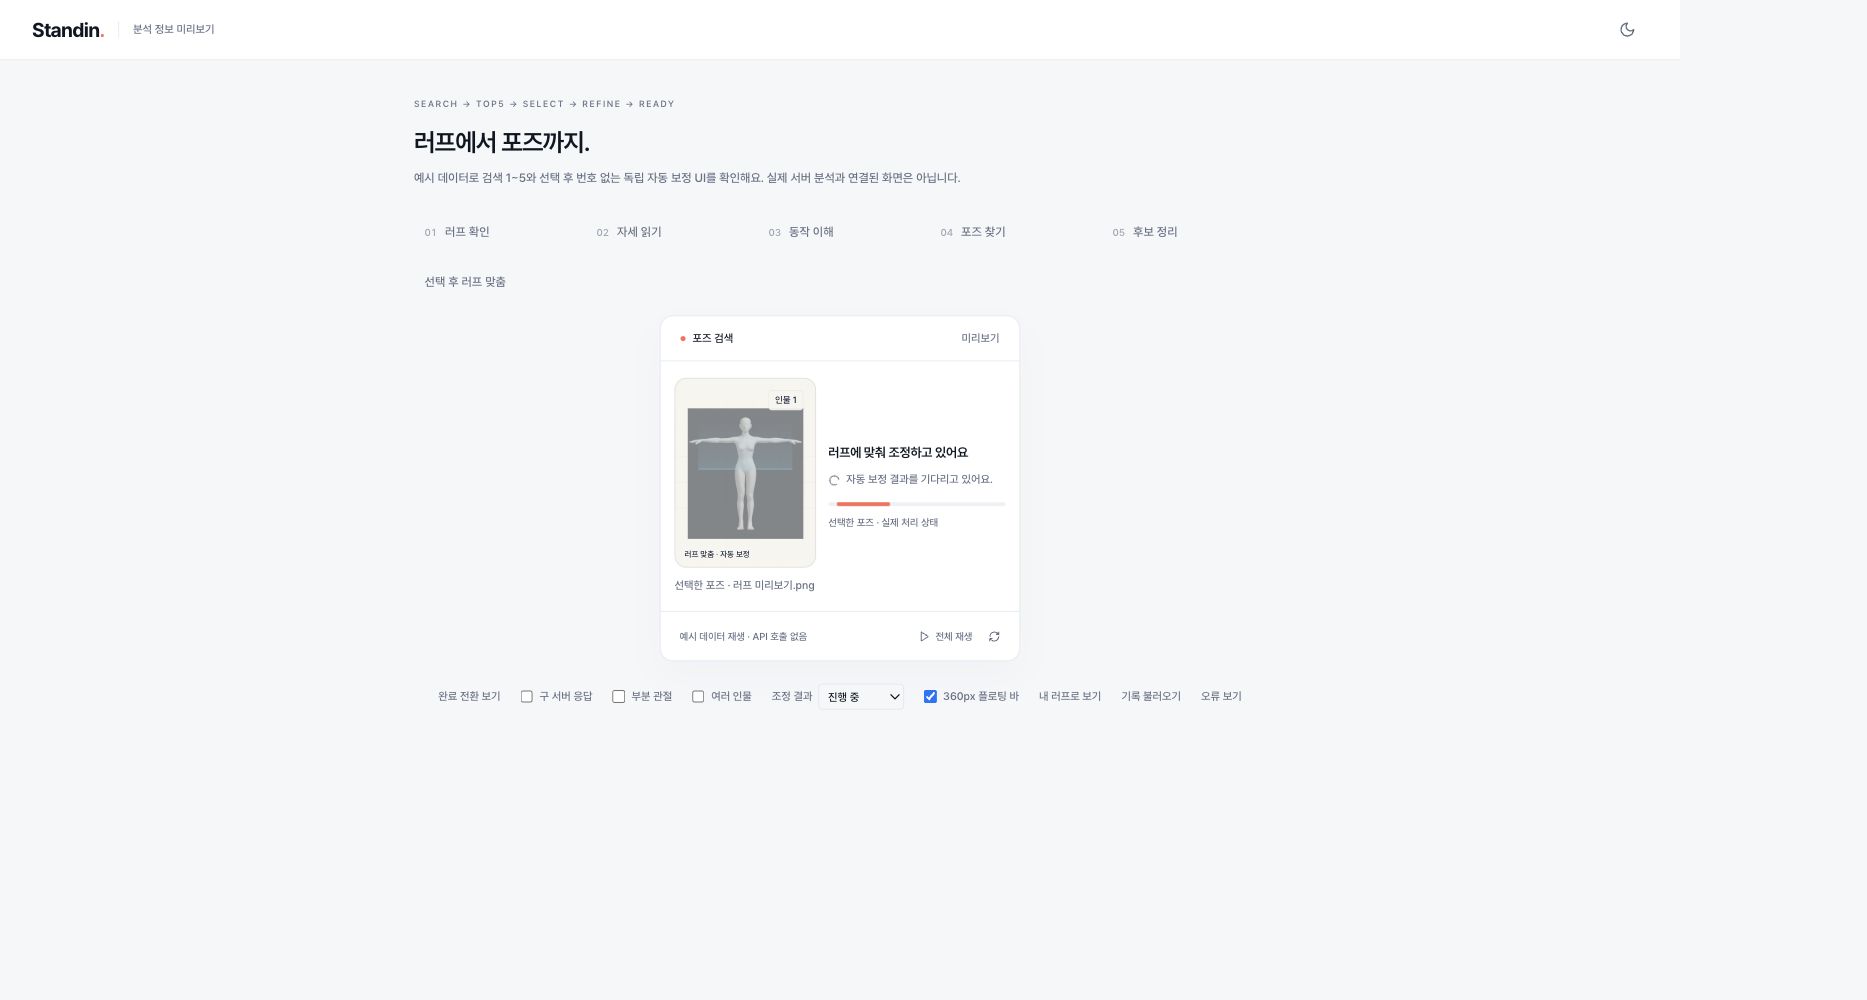 Standin.
분석 정보 미리보기
SEARCH → TOP5 → SELECT → REFINE → READY
러프에서 포즈까지.
예시 데이터로 검색 1~5와 선택 후 번호 없는 독립 자동 보정 UI를 확인해요. 실제 서버 분석과 연결된 화면은 아닙니다.
01 러프 확인
02 자세 읽기
03 동작 이해
04 포즈 찾기
05 후보 정리
선택 후 러프 맞춤
포즈 검색
미리보기
인물 1
러프 맞춤 · 자동 보정
선택한 포즈 · 러프 미리보기.png
러프에 맞춰 조정하고 있어요
자동 보정 결과를 기다리고 있어요.
선택한 포즈 · 실제 처리 상태
예시 데이터 재생 · API 호출 없음
전체 재생
완료 전환 보기
구 서버 응답
부분 관절
여러 인물
조정 결과
진행 중
360px 플로팅 바
내 러프로 보기
기록 불러오기
오류 보기